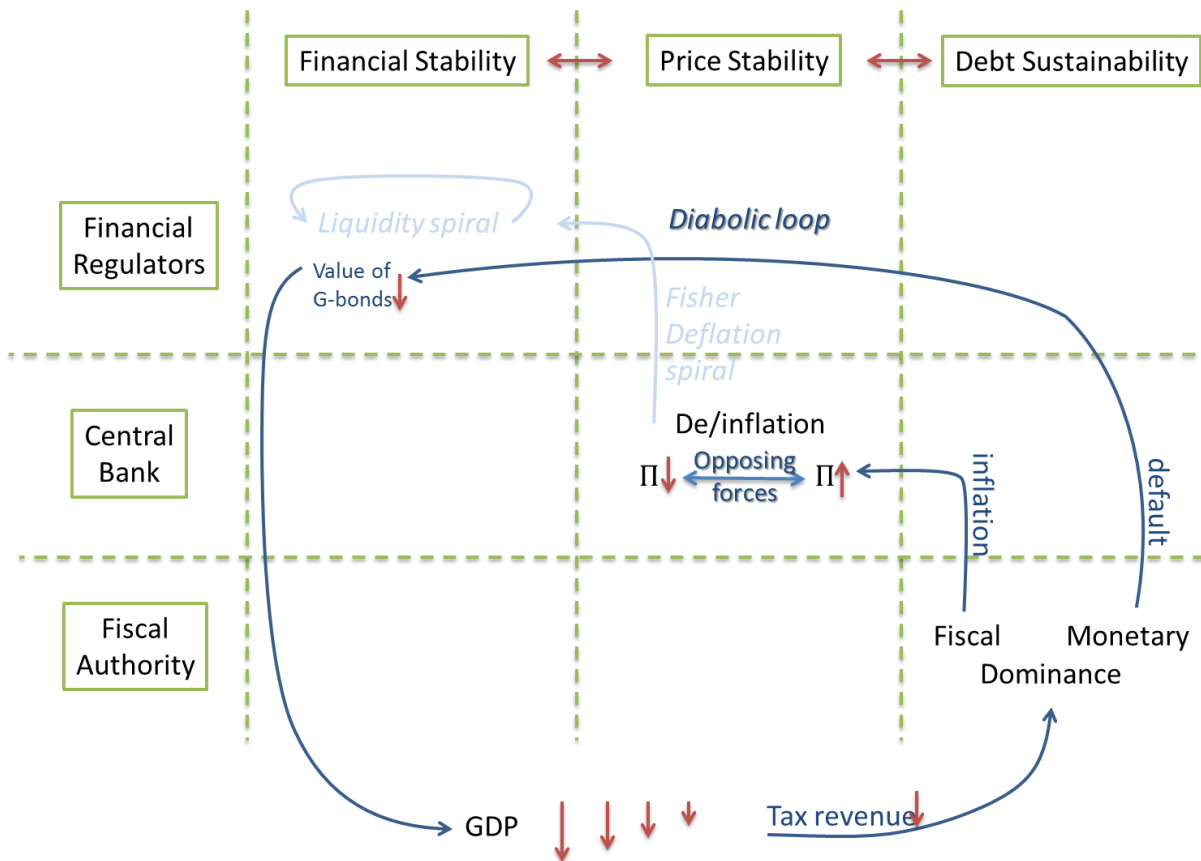 Financial Stability
Price Stability
Debt Sustainability
Financial
Regulators
Liquidity spiral
Diabolic loop
Value of
G-bonds
Fisher
Deflation
spiral
Central
Bank
De/inflation
Π
Opposing
forces
Π
inflation
default
Fiscal
Authority
Fiscal
Monetary
Dominance
GDP
Tax revenue